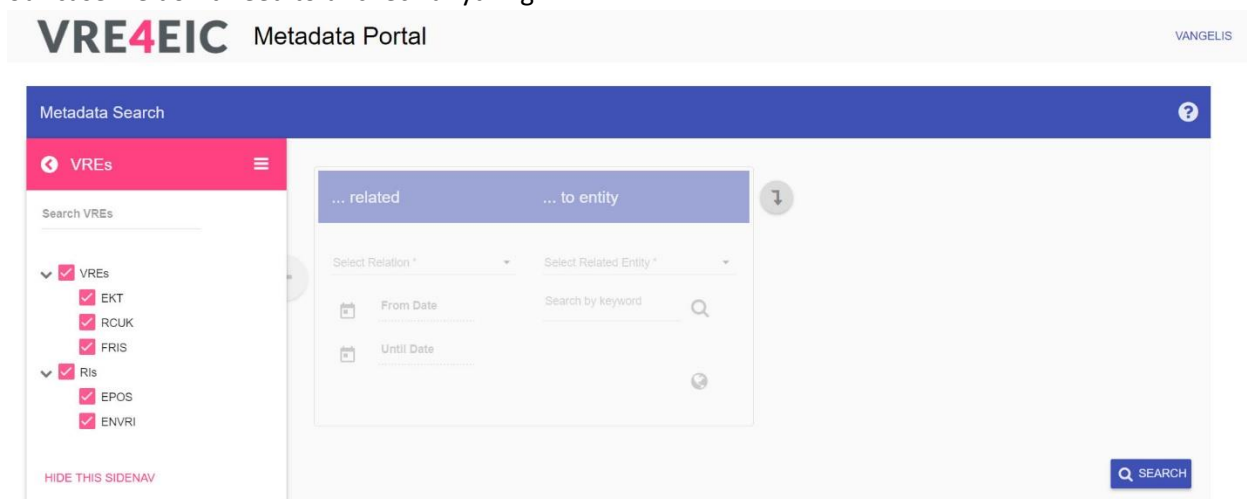 VRE4EIC Metadata Portal
VANGELIS
Metadata Search
VREs
Search VREs
VREs
EKT
RCUK
FRIS
RIs
EPOS
ENVRI
HIDE THIS SIDENAV
... related ... to entity
Select Relation * Select Related Entity *
From Date Search by keyword
Until Date
SEARCH